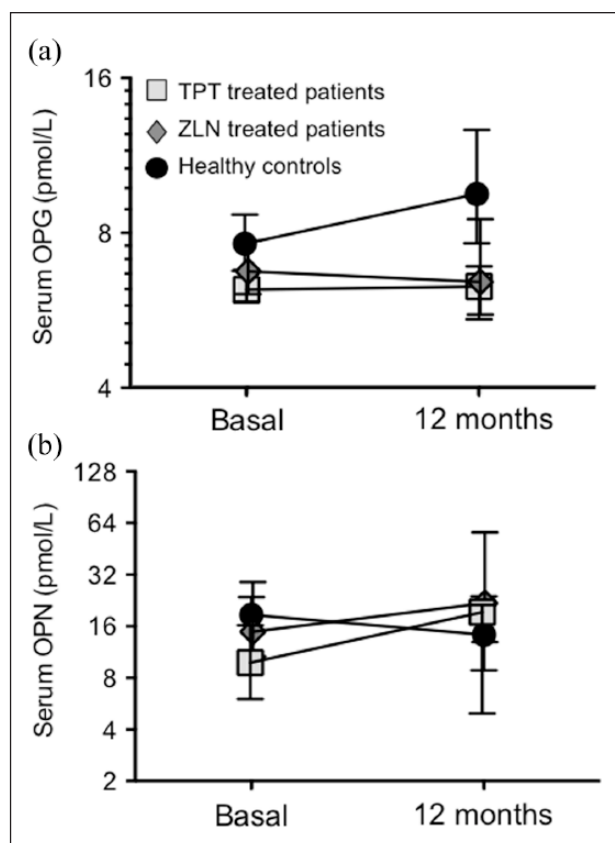 (a)
16
TPT treated patients
ZLN treated patients
Healthy controls
8
4
Serum OPG (pmol/L)
Basal 12 months
(b)
128
64
32
16
8
4
2
Serum OPN (pmol/L)
Basal 12 months